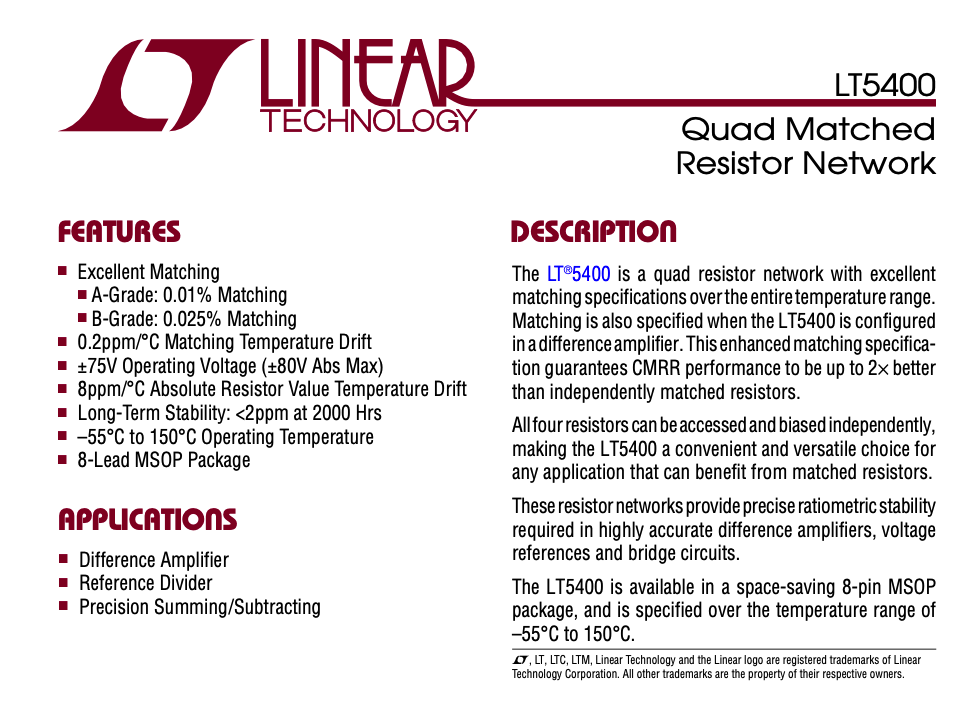 LINEAR
TECHNOLOGY
LT5400
Quad Matched
Resistor Network
FEATURES
■ Excellent Matching
■ A-Grade: 0.01% Matching
■ B-Grade: 0.025% Matching
■ 0.2ppm/°C Matching Temperature Drift
■ ±75V Operating Voltage (±80V Abs Max)
■ 8ppm/°C Absolute Resistor Value Temperature Drift
■ Long-Term Stability: <2ppm at 2000 Hrs
■ –55°C to 150°C Operating Temperature
■ 8-Lead MSOP Package
APPLICATIONS
■ Difference Amplifier
■ Reference Divider
■ Precision Summing/Subtracting
DESCRIPTION
The LT®5400 is a quad resistor network with excellent
matching specifications over the entire temperature range.
Matching is also specified when the LT5400 is configured
in a difference amplifier. This enhanced matching specifica-
tion guarantees CMRR performance to be up to 2× better
than independently matched resistors.
All four resistors can be accessed and biased independently,
making the LT5400 a convenient and versatile choice for
any application that can benefit from matched resistors.
These resistor networks provide precise ratiometric stability
required in highly accurate difference amplifiers, voltage
references and bridge circuits.
The LT5400 is available in a space-saving 8-pin MSOP
package, and is specified over the temperature range of
–55°C to 150°C.
, LT, LTC, LTM, Linear Technology and the Linear logo are registered trademarks of Linear
Technology Corporation. All other trademarks are the property of their respective owners.